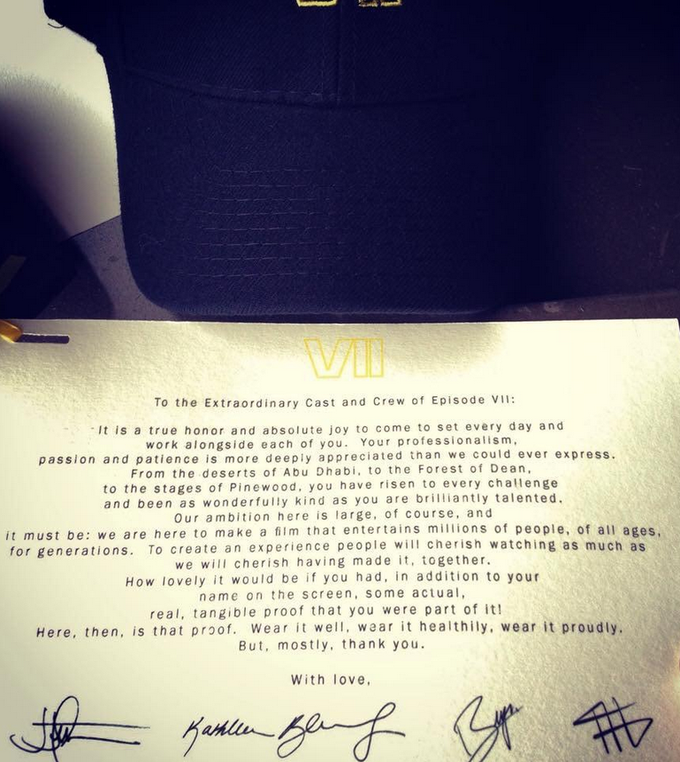 VII
To the Extraordinary Cast and Crew of Episode VII:
It is a true honor and absolute joy to come to set every day and
work alongside each of you. Your professionalism,
passion and patience is more deeply appreciated than we could ever express.
From the deserts of Abu Dhabi, to the Forest of Dean,
to the stages of Pinewood, you have risen to every challenge
and been as wonderfully kind as you are brilliantly talented.
Our ambition here is large, of course, and
it must be: we are here to make a film that entertains millions of people, of all ages,
for generations. To create an experience people will cherish watching as much as
we will cherish having made it, together.
How lovely it would be if you had, in addition to your
name on the screen, some actual,
real, tangible proof that you were part of it!
Here, then, is that proof. Wear it well, wear it healthily, wear it proudly.
But, mostly, thank you.
With love,
Kathleen